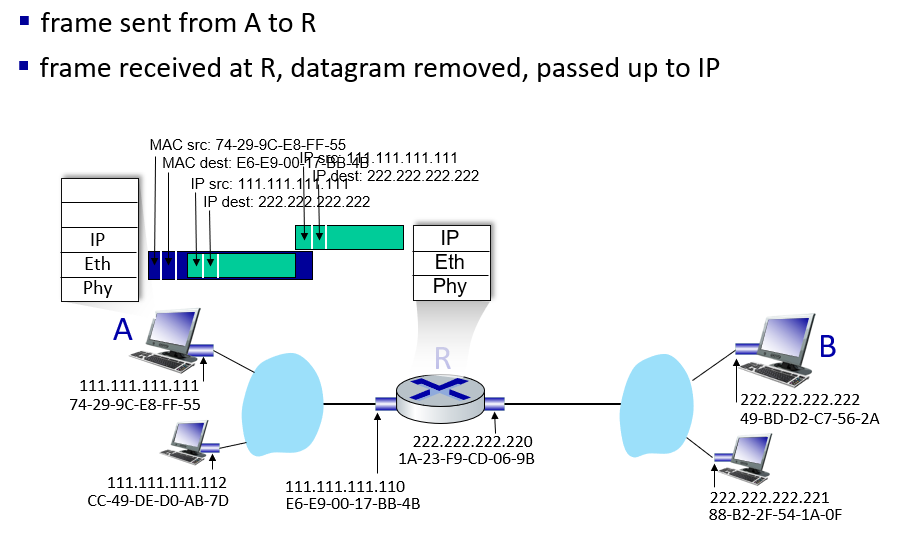 frame sent from A to R
frame received at R, datagram removed, passed up to IP
MAC src: 74-29-9C-E8-FF-55
MAC dest: E6-E9-00-17-BB-4B
IP src: 111.111.111.111
IP dest: 222.222.222.222
IP src: 111.111.111.111
IP dest: 222.222.222.222
IP
Eth
Phy
IP
Eth
Phy
A
R
B
111.111.111.111
74-29-9C-E8-FF-55
222.222.222.222
49-BD-D2-C7-56-2A
222.222.222.220
1A-23-F9-CD-06-9B
111.111.111.112
CC-49-DE-D0-AB-7D
111.111.111.110
E6-E9-00-17-BB-4B
222.222.222.221
88-B2-2F-54-1A-0F